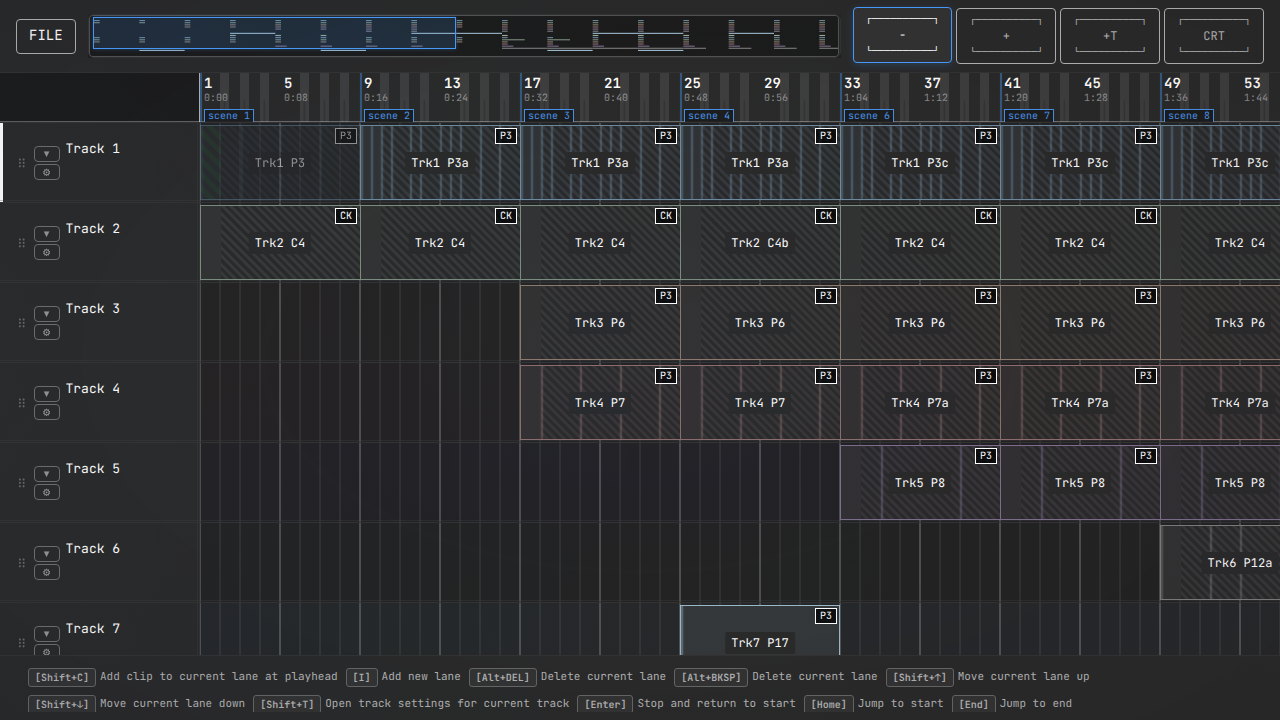 FILE - + +T CRT
1 5 9 13 17 21 25 29 33 37 41 45 49 53
0:00 0:08 0:16 0:24 0:32 0:40 0:48 0:56 1:04 1:12 1:20 1:28 1:36 1:44
scene 1 scene 2 scene 3 scene 4 scene 6 scene 7 scene 8
P3 P3 P3 P3 P3 P3
Track 1
Trk1 P3 Trk1 P3a Trk1 P3a Trk1 P3a Trk1 P3c Trk1 P3c Trk1 P3c
CK CK CK CK CK CK
Track 2
Trk2 C4 Trk2 C4 Trk2 C4 Trk2 C4b Trk2 C4 Trk2 C4 Trk2 C4
P3 P3 P3 P3
Track 3
Trk3 P6 Trk3 P6 Trk3 P6 Trk3 P6 Trk3 P6
P3 P3 P3 P3
Track 4
Trk4 P7 Trk4 P7 Trk4 P7a Trk4 P7a Trk4 P7a
P3 P3
Track 5
Trk5 P8 Trk5 P8 Trk5 P8
Track 6
Trk6 P12a
P3
Track 7
Trk7 P17
[Shift+C] Add clip to current lane at playhead [I] Add new lane [Alt+DEL] Delete current lane [Alt+BKSP] Delete current lane [Shift+↑] Move current lane up
[Shift+↓] Move current lane down [Shift+T] Open track settings for current track [Enter] Stop and return to start [Home] Jump to start [End] Jump to end